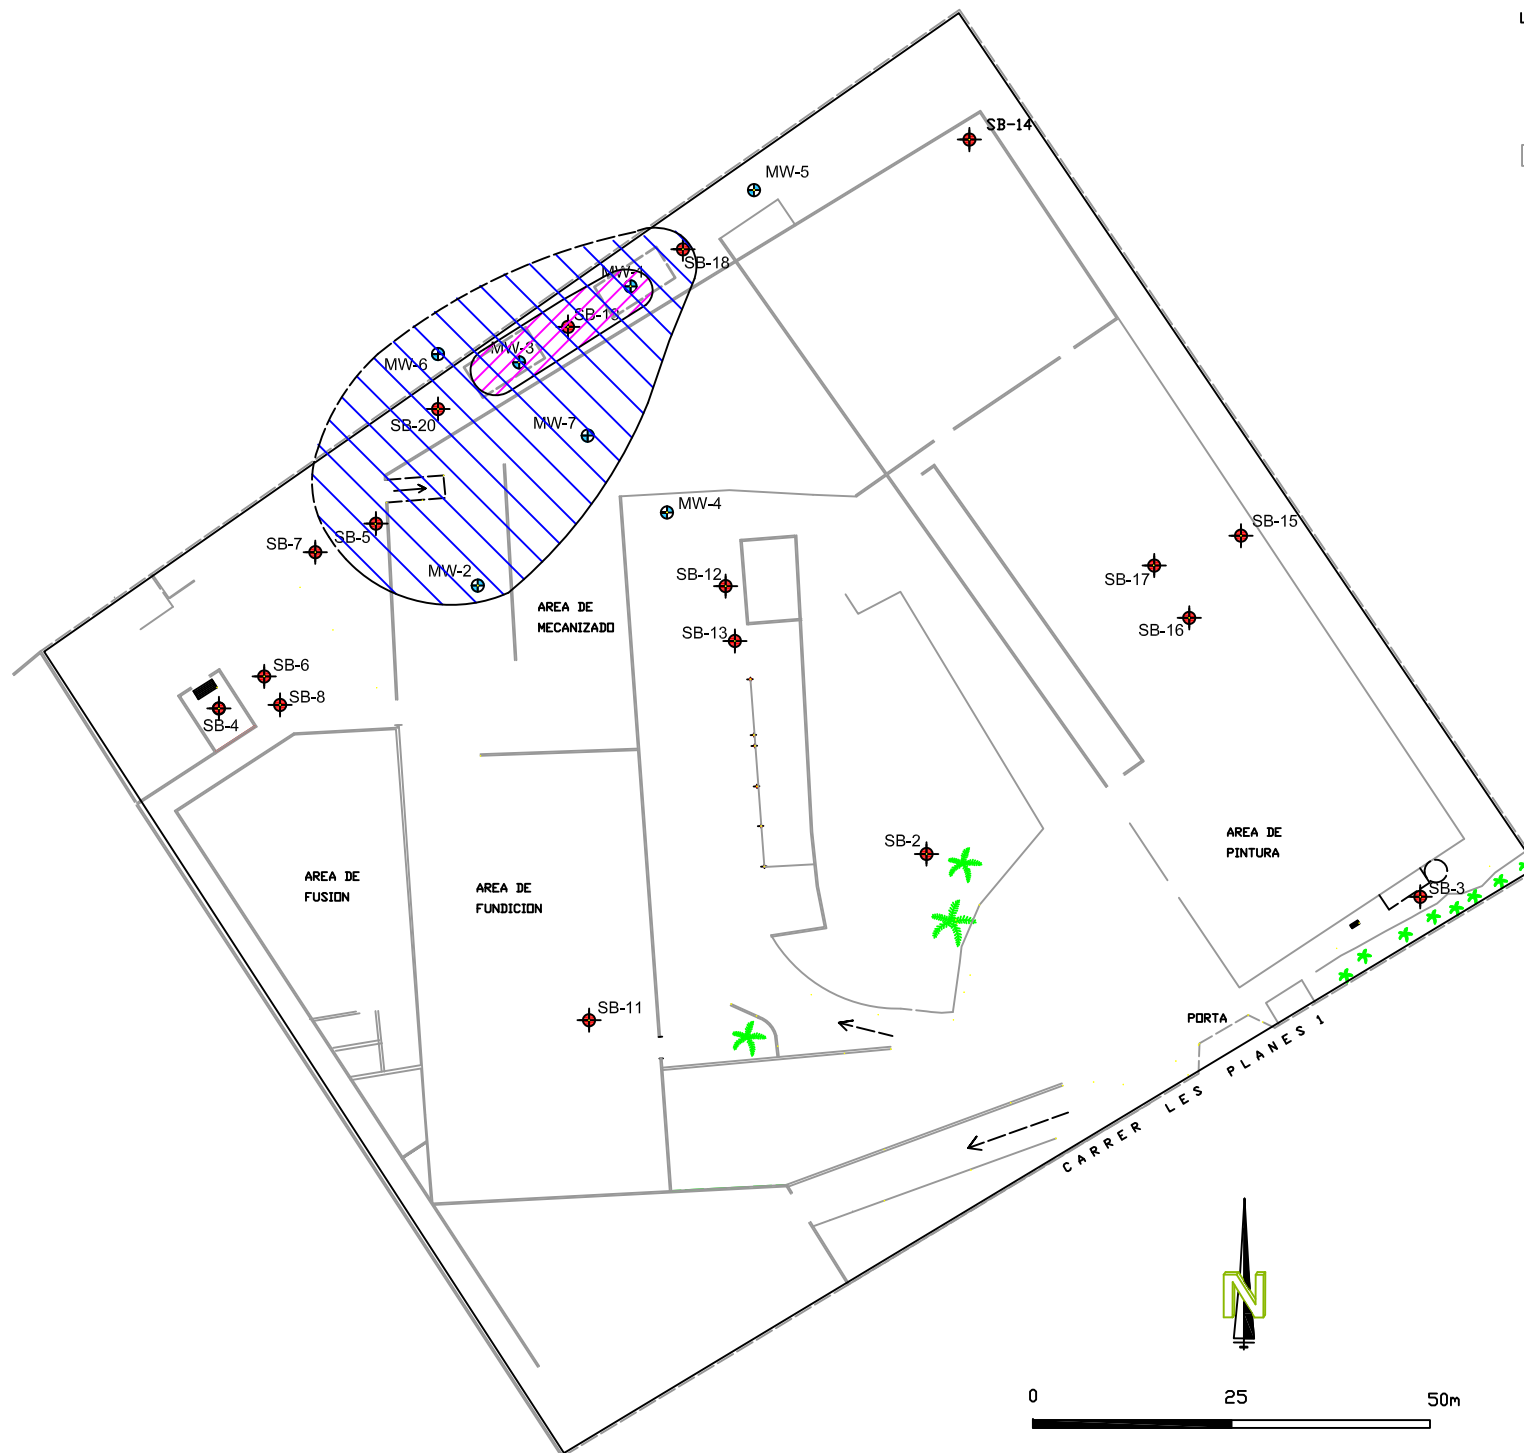 SB-14
MW-5
SB-18
MW-1
SB-19
MW-3
MW-6
SB-20
MW-7
MW-4
SB-5
SB-7
SB-15
SB-17
MW-2
SB-12
AREA DE
MECANIZADO
SB-16
SB-13
SB-6
SB-8
SB-4
AREA DE
PINTURA
SB-2
AREA DE
FUSION
AREA DE
FUNDICION
SB-3
SB-11
PORTA
CARRER LES PLANES 1
N
0 25 50m